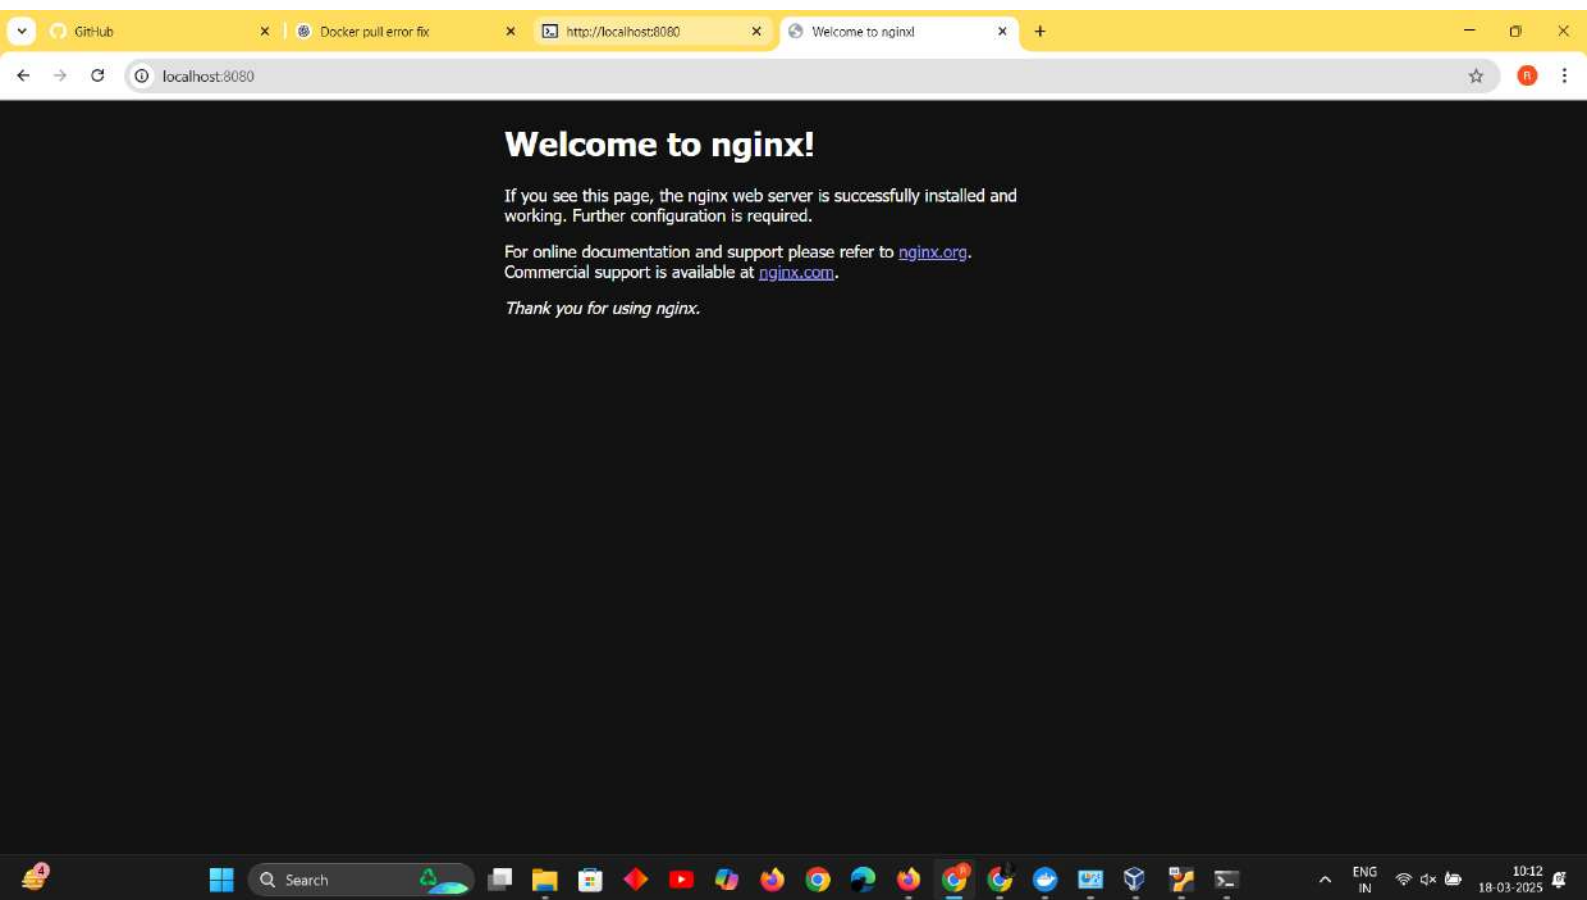 GitHub
Docker pull error fix
http://localhost:8080
Welcome to nginx!
localhost:8080
R
Welcome to nginx!
If you see this page, the nginx web server is successfully installed and
working. Further configuration is required.
For online documentation and support please refer to nginx.org.
Commercial support is available at nginx.com.
Thank you for using nginx.
4
Search
ENG
IN
10:12
18-03-2025